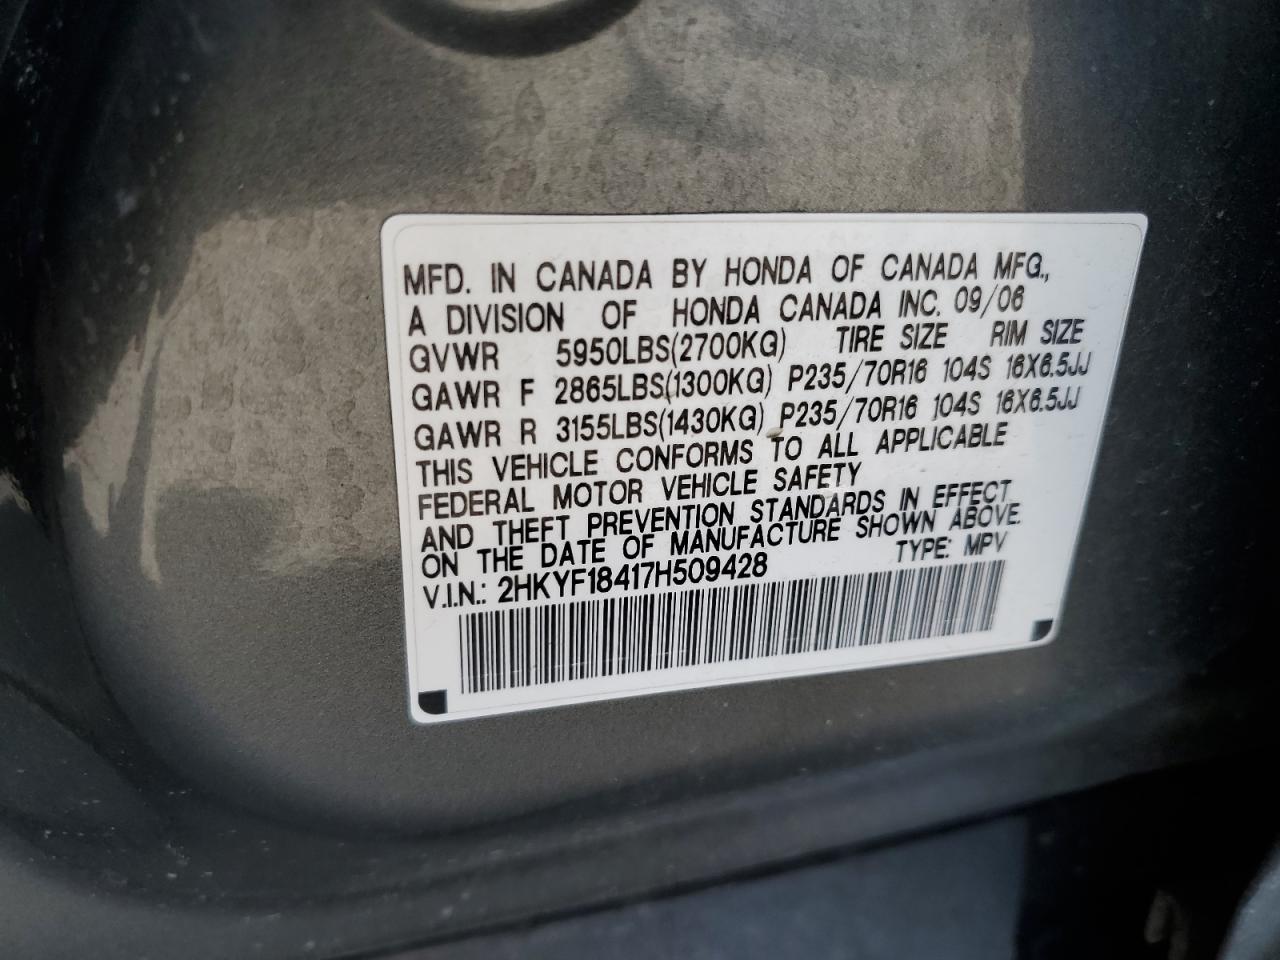 MFD. IN CANADA BY HONDA OF CANADA MFG.,
A DIVISION OF HONDA CANADA INC. 09/06
GVWR 5950LBS(2700KG) TIRE SIZE RIM SIZE
GAWR F 2865LBS(1300KG) P235/70R16 104S 16X6.5JJ
GAWR R 3155LBS(1430KG) P235/70R16 104S 16X6.5JJ
THIS VEHICLE CONFORMS TO ALL APPLICABLE
FEDERAL MOTOR VEHICLE SAFETY
AND THEFT PREVENTION STANDARDS IN EFFECT
ON THE DATE OF MANUFACTURE SHOWN ABOVE.
V.I.N.: 2HKYF18417H509428 TYPE: MPV